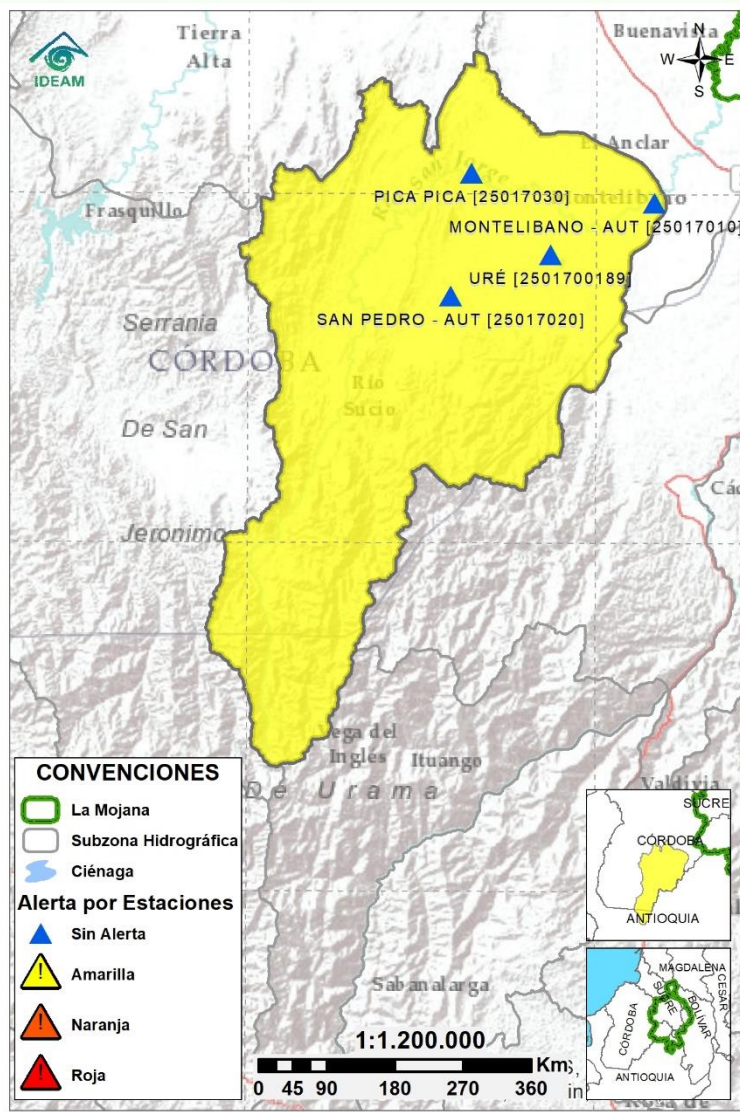 IDEAM
Tierra
Alta
Buenavista
N
W
E
S
El Anclar
San Jorge
PICA PICA [25017030]
Frasquillo
MONTELIBANO - AUT [25017010]
URÉ [2501700189]
SAN PEDRO - AUT [25017020]
Serrania
CÓRDOBA
Río
Sucio
De San
Jeronimo
Vega del
Ingles
Ituango
De Urama
Valdivia
Sabanalarga
CONVENCIONES
La Mojana
Subzona Hidrográfica
Ciénaga
Alerta por Estaciones
Sin Alerta
Amarilla
Naranja
Roja
SUCRE
CÓRDOBA
ANTIOQUIA
MAGDALENA
CESAR
SUCRE
BOLÍVAR
CÓRDOBA
ANTIOQUIA
1:1.200.000
Km
0 45 90 180 270 360